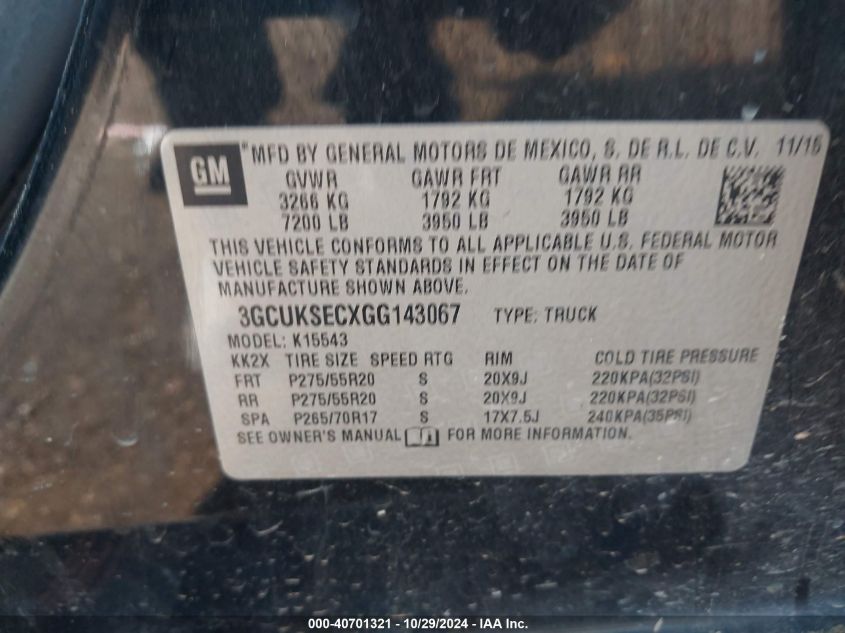 GM
MFD BY GENERAL MOTORS DE MEXICO, S. DE R.L. DE C.V. 11/15
GVWR GAWR FRT GAWR RR
3266 KG 1792 KG 1792 KG
7200 LB 3950 LB 3950 LB
THIS VEHICLE CONFORMS TO ALL APPLICABLE U.S. FEDERAL MOTOR
VEHICLE SAFETY STANDARDS IN EFFECT ON THE DATE OF
MANUFACTURE SHOWN ABOVE.
3GCUKSECXGG143067 TYPE: TRUCK
MODEL: K15543
KK2X TIRE SIZE SPEED RTG RIM COLD TIRE PRESSURE
FRT P275/55R20 S 20X9J 220KPA(32PSI)
RR P275/55R20 S 20X9J 220KPA(32PSI)
SPA P265/70R17 S 17X7.5J 240KPA(35PSI)
SEE OWNER'S MANUAL FOR MORE INFORMATION.
000-40701321 - 10/29/2024 - IAA Inc.